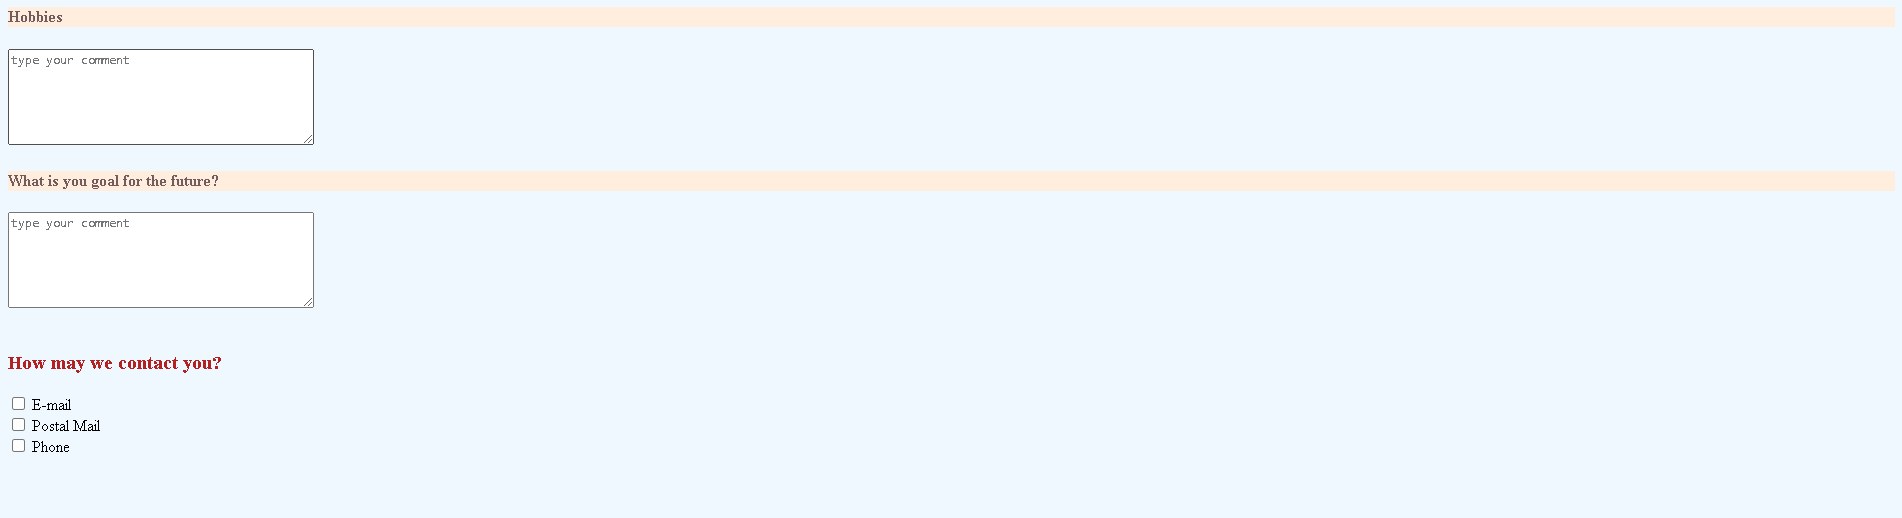 Hobbies
type your comment
What is you goal for the future?
type your comment
How may we contact you?
E-mail
Postal Mail
Phone